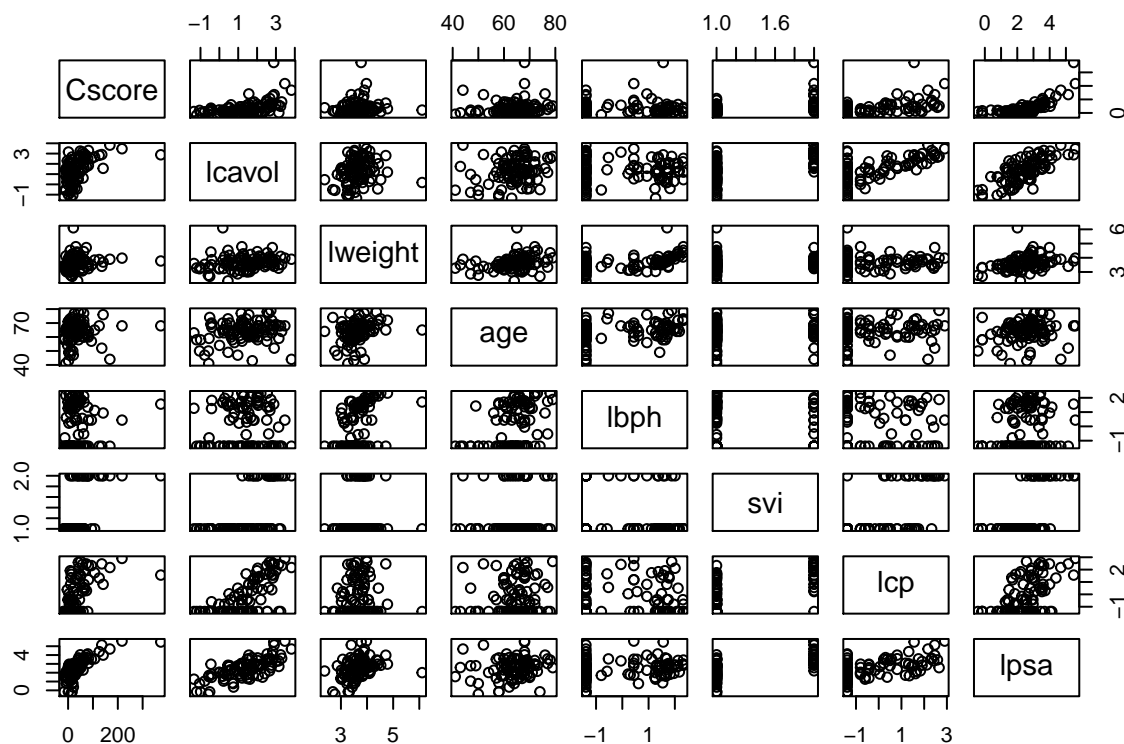 −1 1 3 40 60 80 1.0 1.6 0 2 4
Cscore 0
3 −1 lcavol
lweight 6 3
70 40 age
lbph 2 −1
2.0 1.0 svi
lcp 2 −1
4 0 lpsa
0 200 3 5 −1 1 −1 1 3